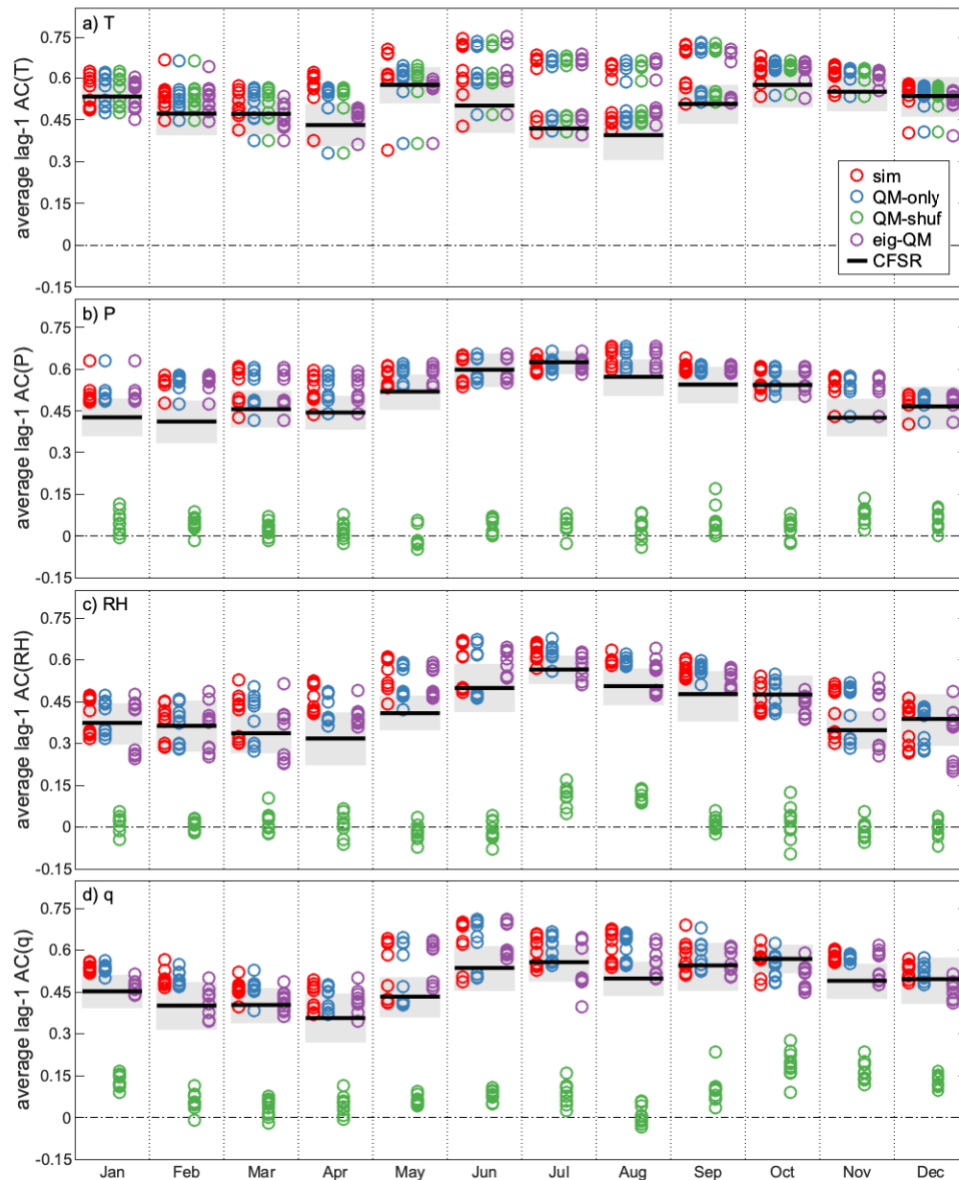 a) T
average lag-1 AC(T)
0.75
0.6
0.45
0.3
0
-0.15
sim
QM-only
QM-shuf
eig-QM
CFSR
b) P
average lag-1 AC(P)
0.75
0.6
0.45
0.3
0.15
0
-0.15
c) RH
average lag-1 AC(RH)
0.75
0.6
0.45
0.3
0.15
0
-0.15
d) q
average lag-1 AC(q)
0.75
0.6
0.45
0.3
0.15
0
-0.15
Jan Feb Mar Apr May Jun Jul Aug Sep Oct Nov Dec